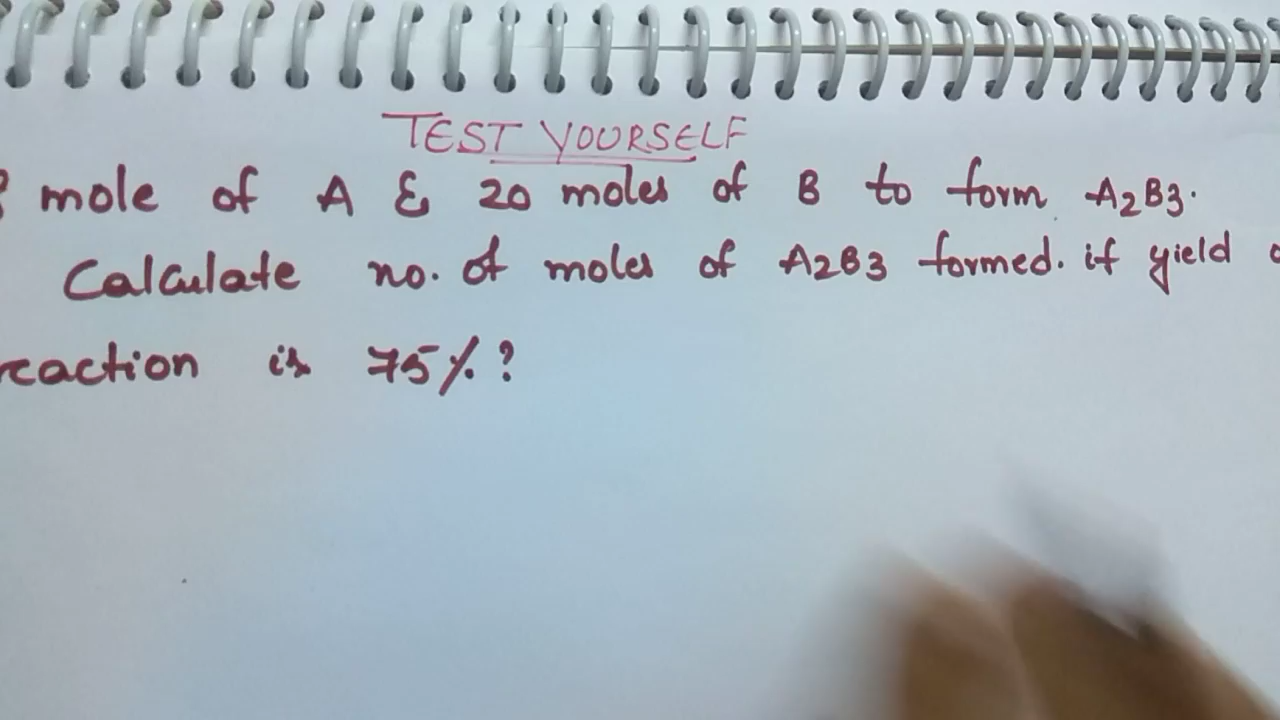 TEST YOURSELF
mole of A & 20 moles of B to form A2B3.
Calculate no. of moles of A2B3 formed. if yield
reaction is 75%?